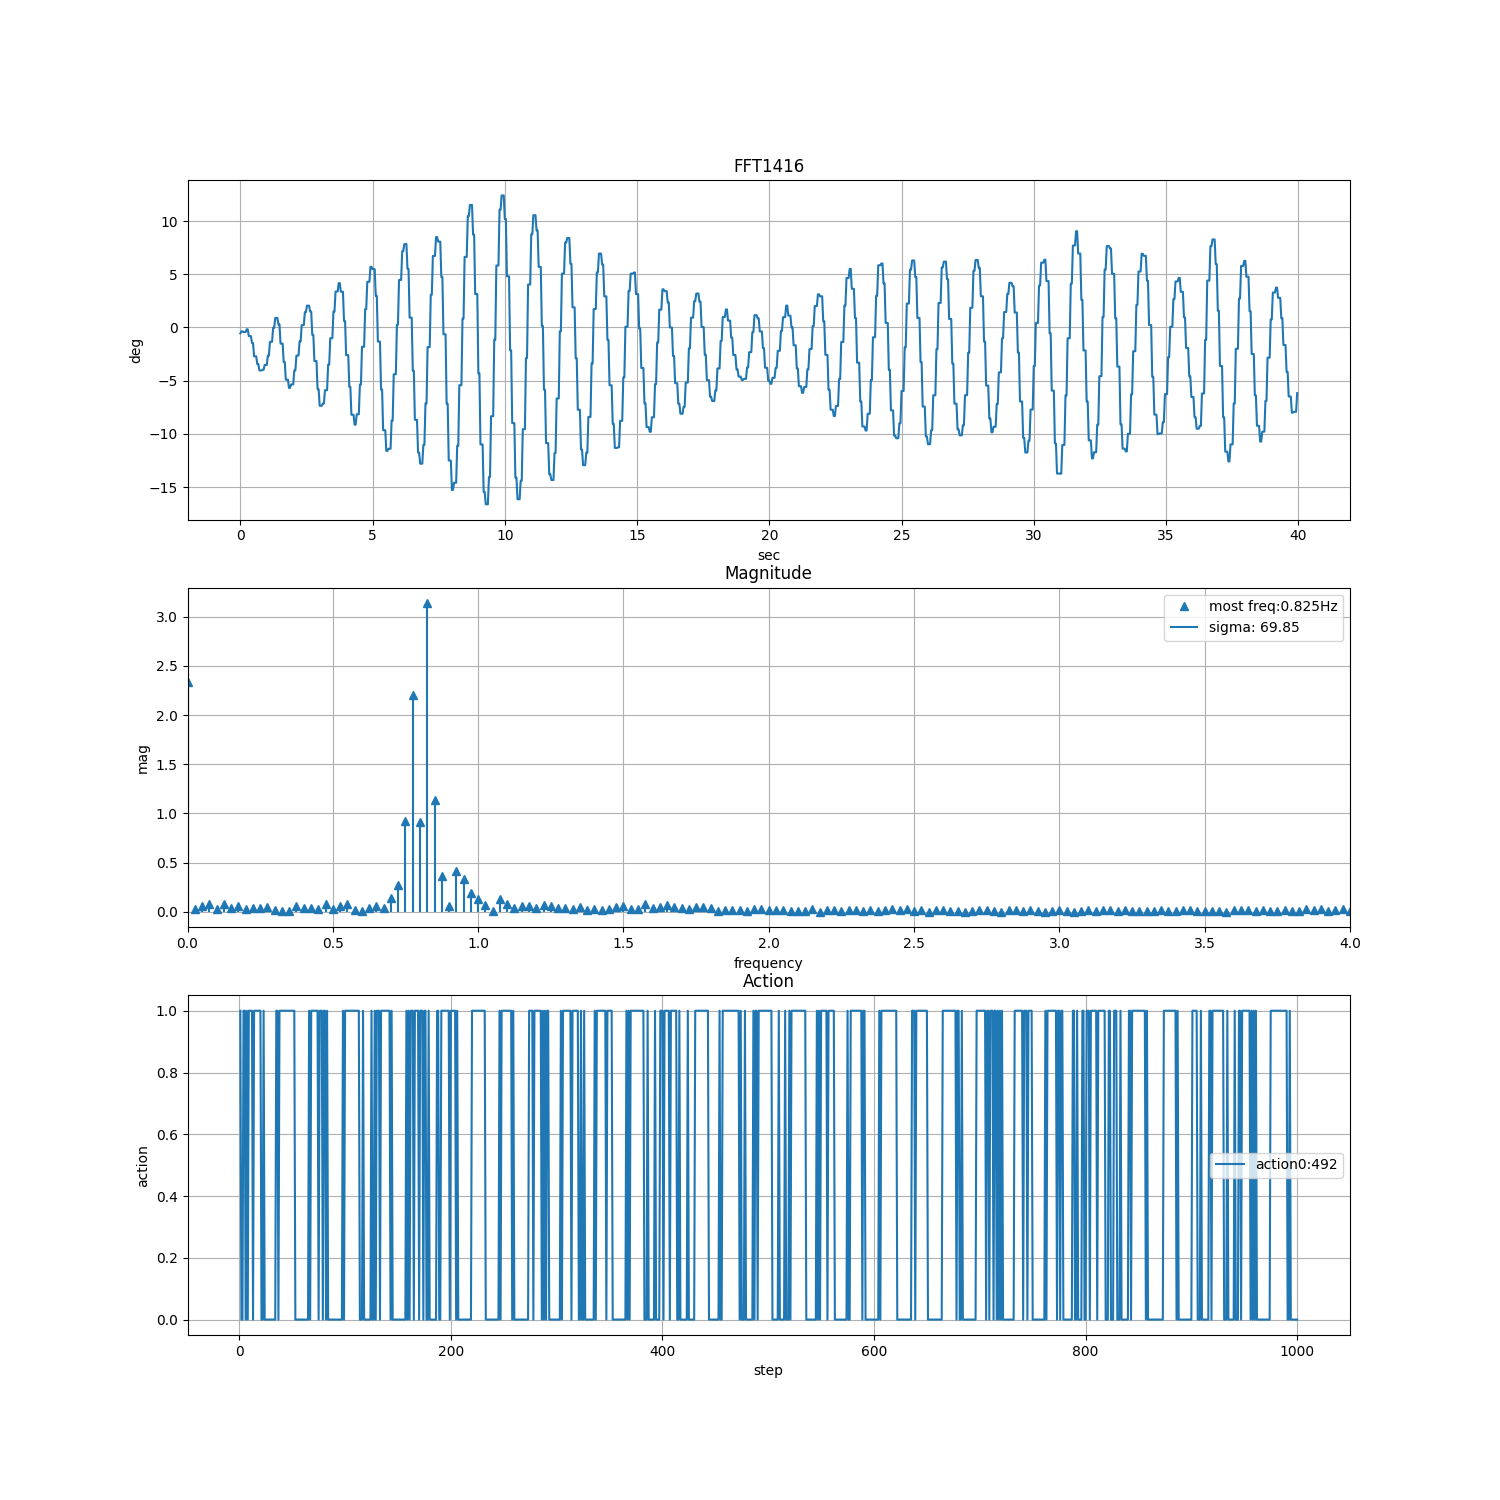 FFT1416
10
5
0
−5
−10
−15
deg
0 5 10 15 20 25 30 35 40
sec
Magnitude
most freq:0.825Hz
sigma: 69.85
3.0
2.5
2.0
1.5
1.0
0.5
0.0
mag
0.0 0.5 1.0 1.5 2.0 2.5 3.0 3.5 4.0
frequency
Action
1.0
0.8
0.6
0.4
0.2
0.0
action
action0:492
0 200 400 600 800 1000
step